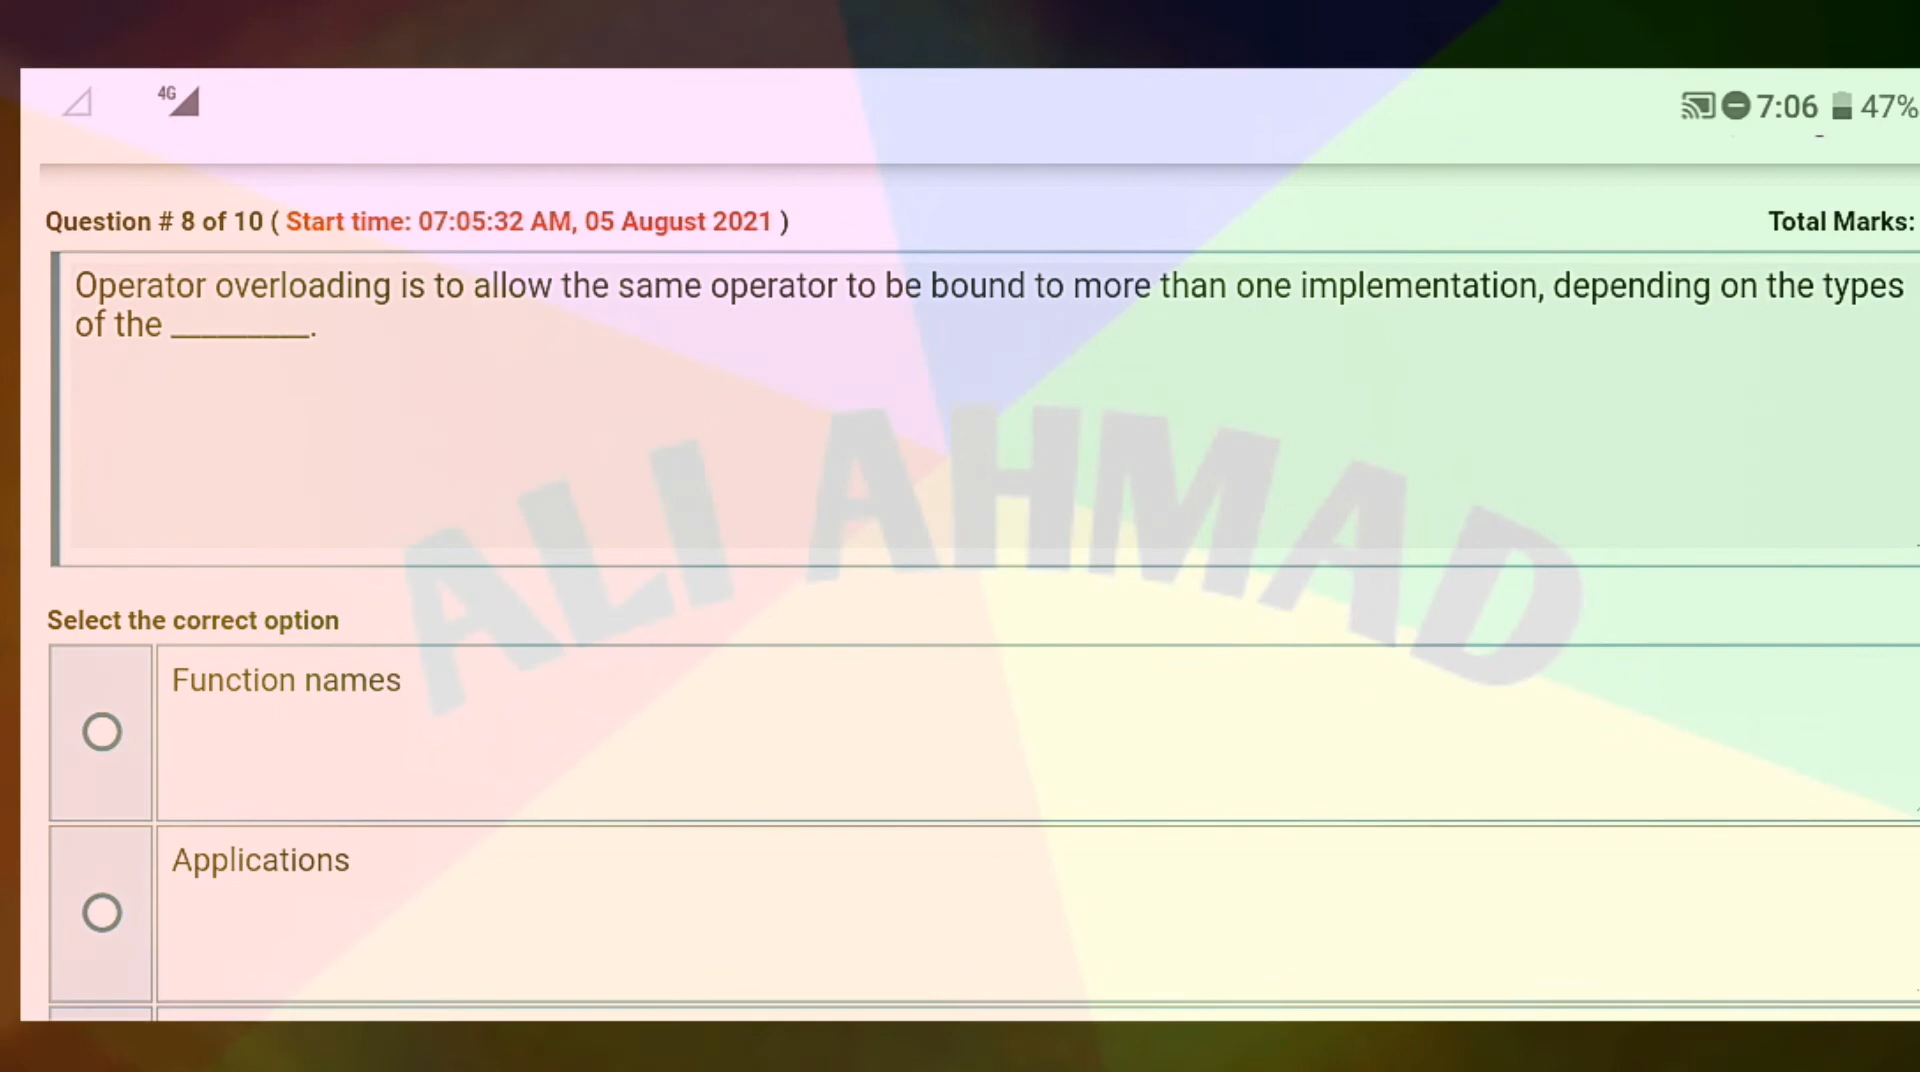 4G 7:06 47%
Question # 8 of 10 ( Start time: 07:05:32 AM, 05 August 2021 ) Total Marks:
Operator overloading is to allow the same operator to be bound to more than one implementation, depending on the types
of the _________.
ALI AHMAD
Select the correct option
Function names
Applications